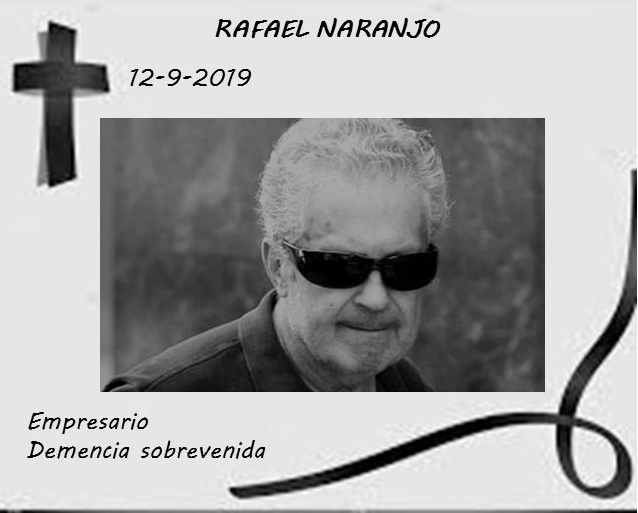 RAFAEL NARANJO
12-9-2019
Empresario
Demencia sobrevenida